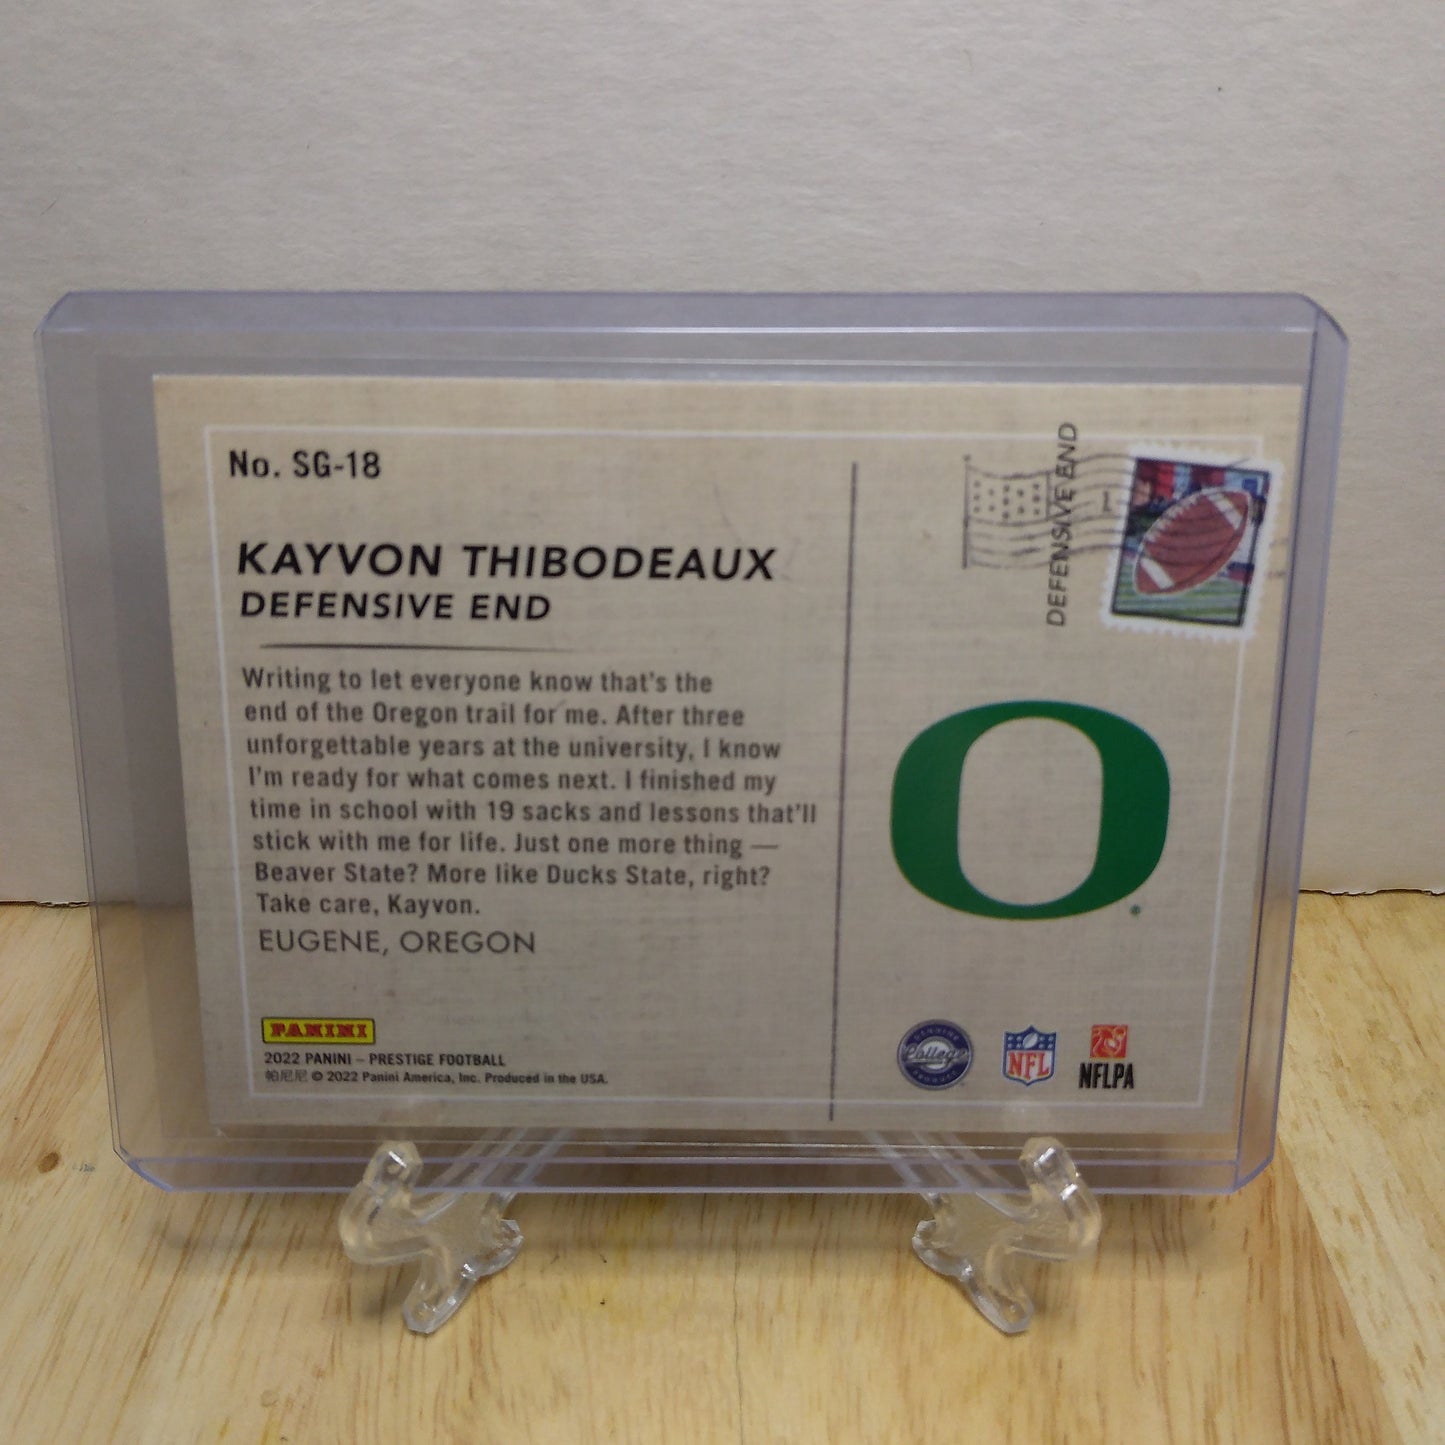 No. SG-18
KAYVON THIBODEAUX
DEFENSIVE END
Writing to let everyone know that's the
end of the Oregon trail for me. After three
unforgettable years at the university, I know
I'm ready for what comes next. I finished my
time in school with 19 sacks and lessons that'll
stick with me for life. Just one more thing —
Beaver State? More like Ducks State, right?
Take care, Kayvon.
EUGENE, OREGON
PANINI
2022 PANINI – PRESTIGE FOOTBALL
帕尼尼 © 2022 Panini America, Inc. Produced in the USA.
DEFENSIVE END
1
O
College
NFL
NFLPA